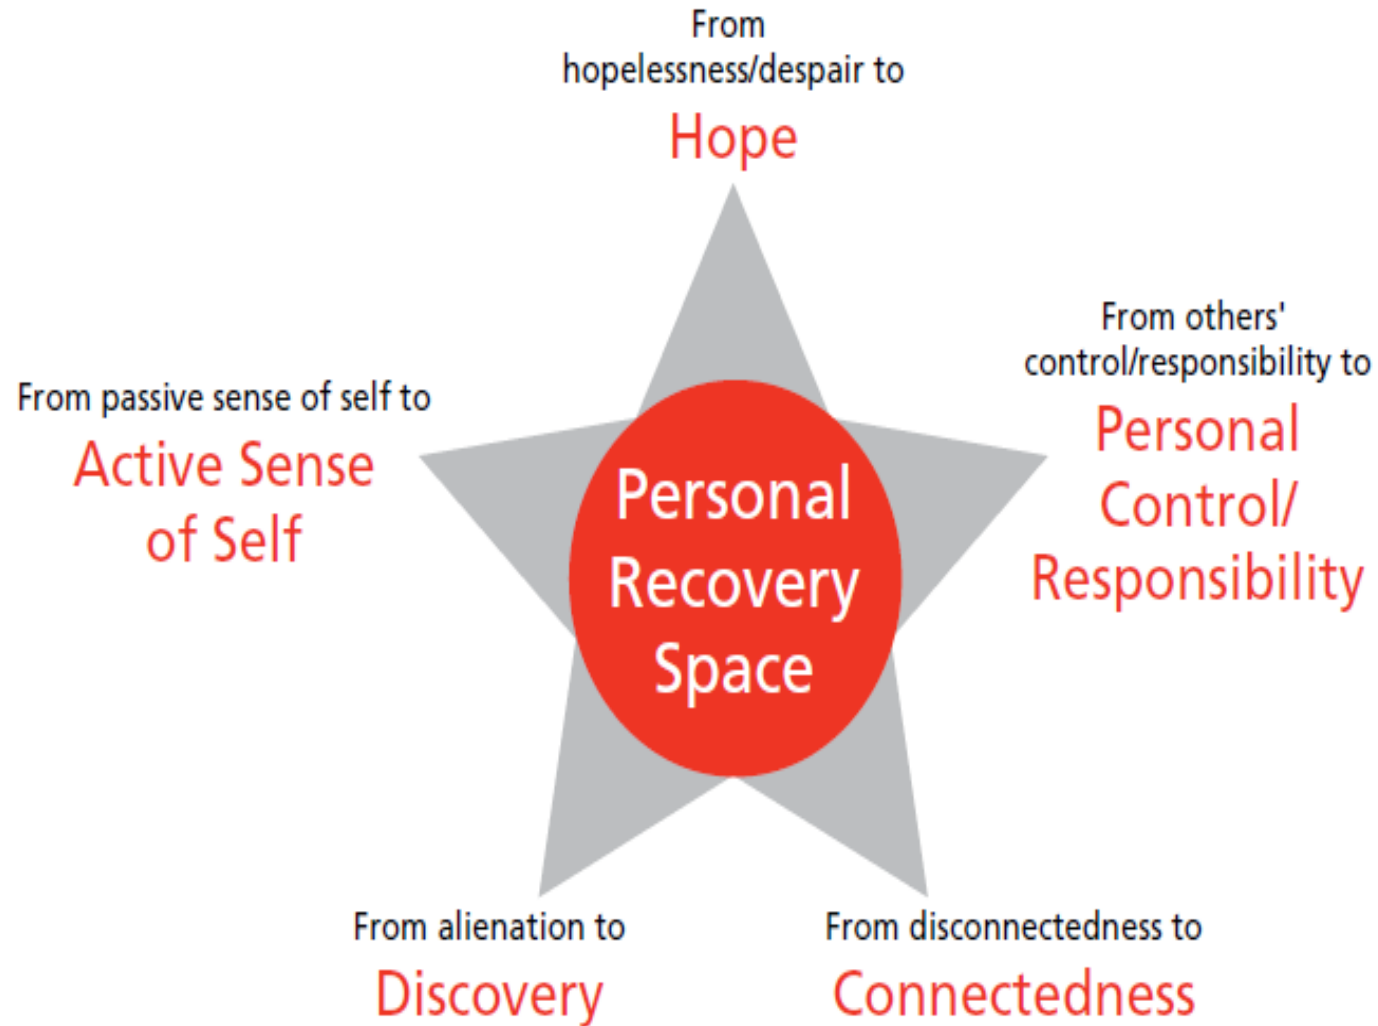 From
hopelessness/despair to
Hope
From others'
control/responsibility to
Personal
Control/
Responsibility
From passive sense of self to
Active Sense
of Self
Personal
Recovery
Space
From alienation to
Discovery
From disconnectedness to
Connectedness